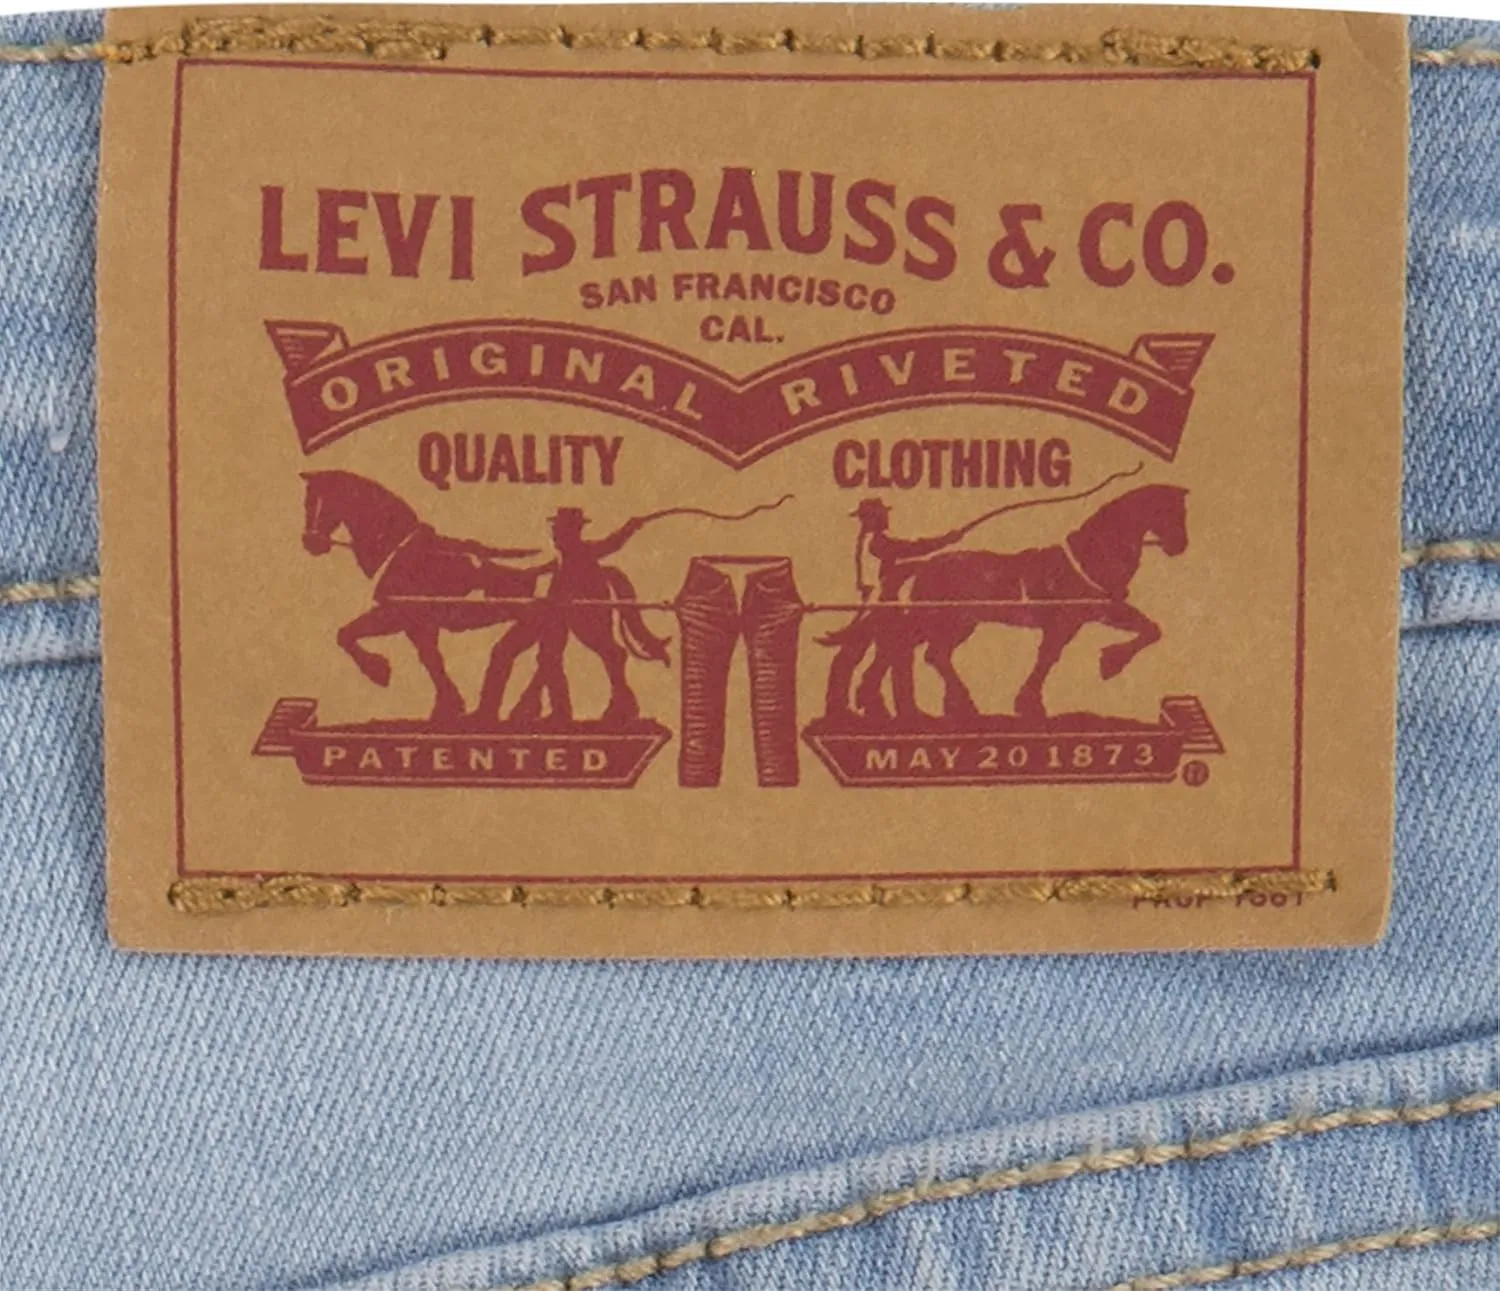 LEVI STRAUSS & CO.
SAN FRANCISCO
CAL.
ORIGINAL RIVETED
QUALITY CLOTHING
PATENTED MAY 20 1873
®